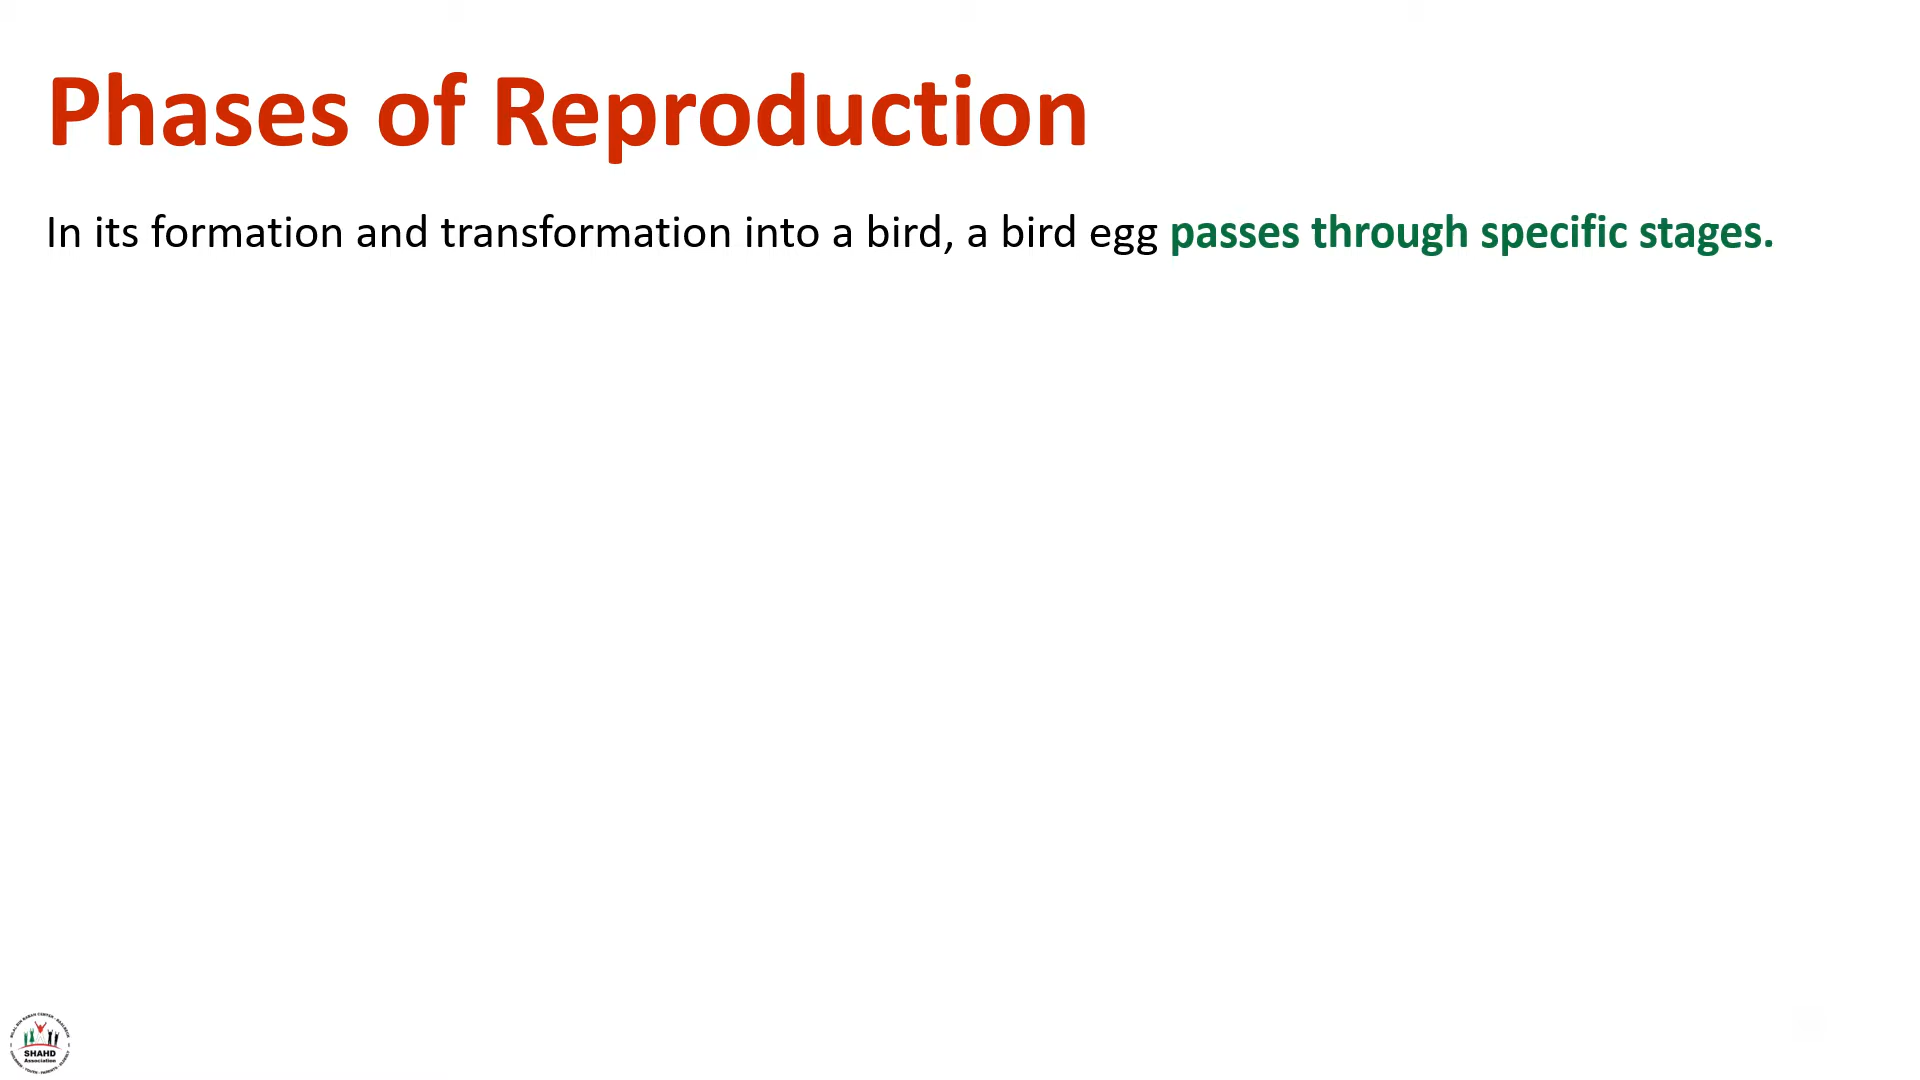 Phases of Reproduction
In its formation and transformation into a bird, a bird egg passes through specific stages.
SHAHD
Association